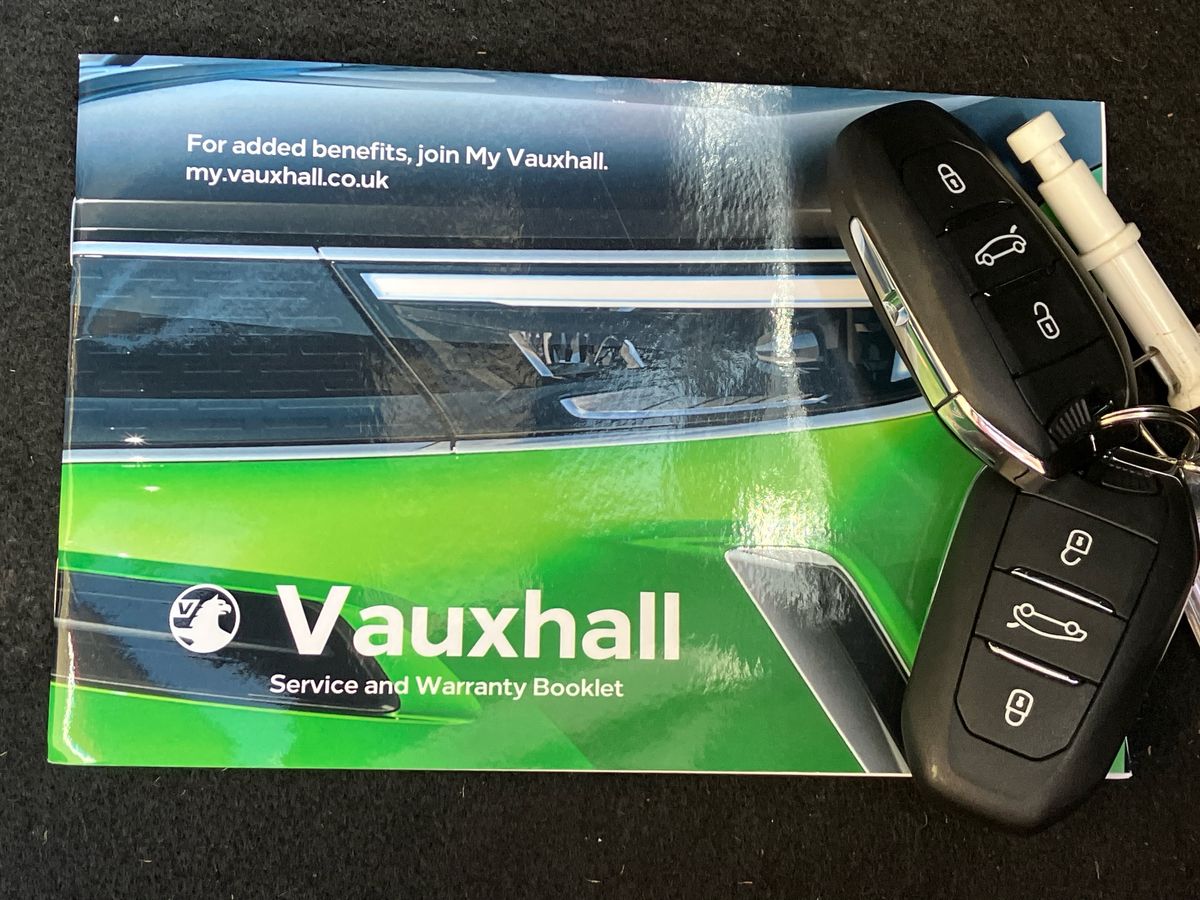 For added benefits, join My Vauxhall.
my.vauxhall.co.uk
Vauxhall
Service and Warranty Booklet